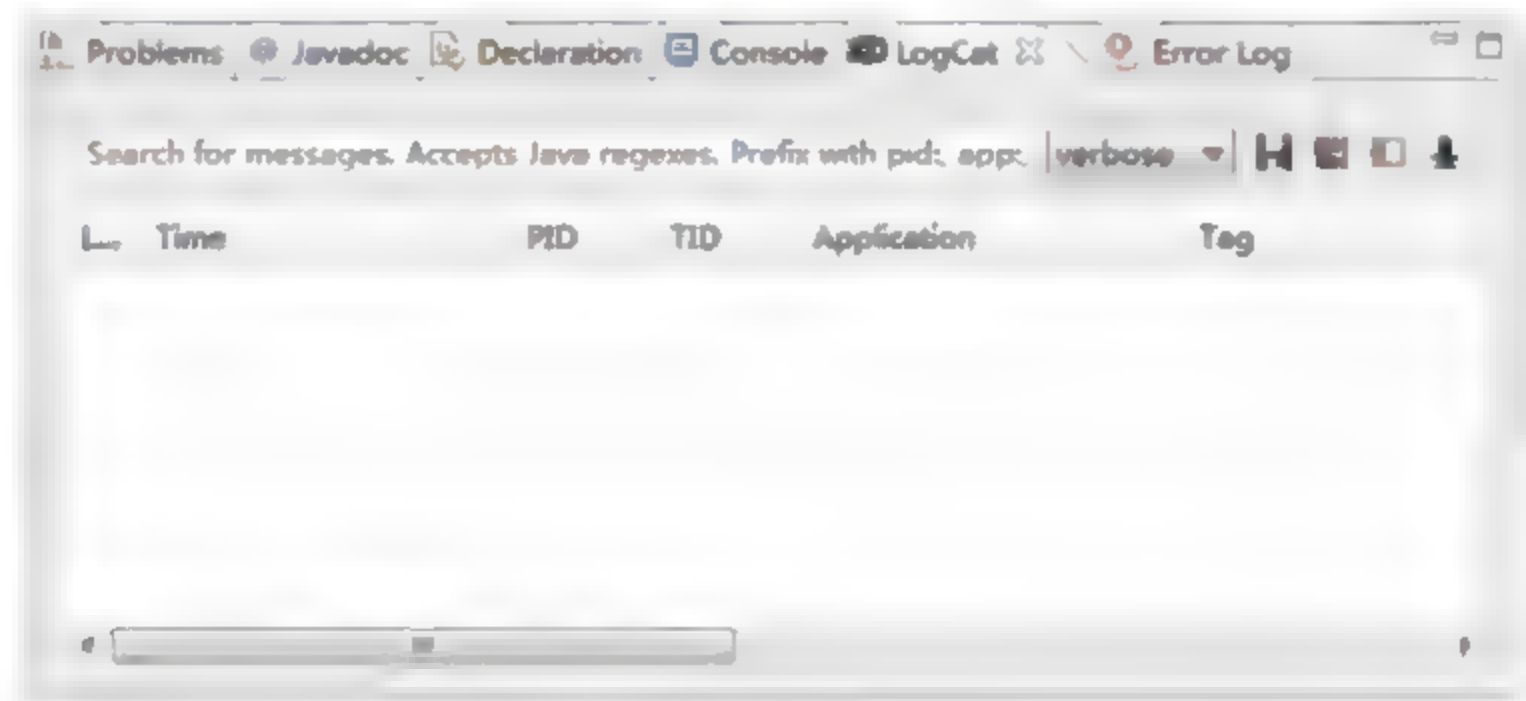 Problems Javadoc Declaration Console LogCat Error Log
Search for messages. Accepts Java regexes. Prefix with pid:, app:, verbose
L... Time PID TID Application Tag